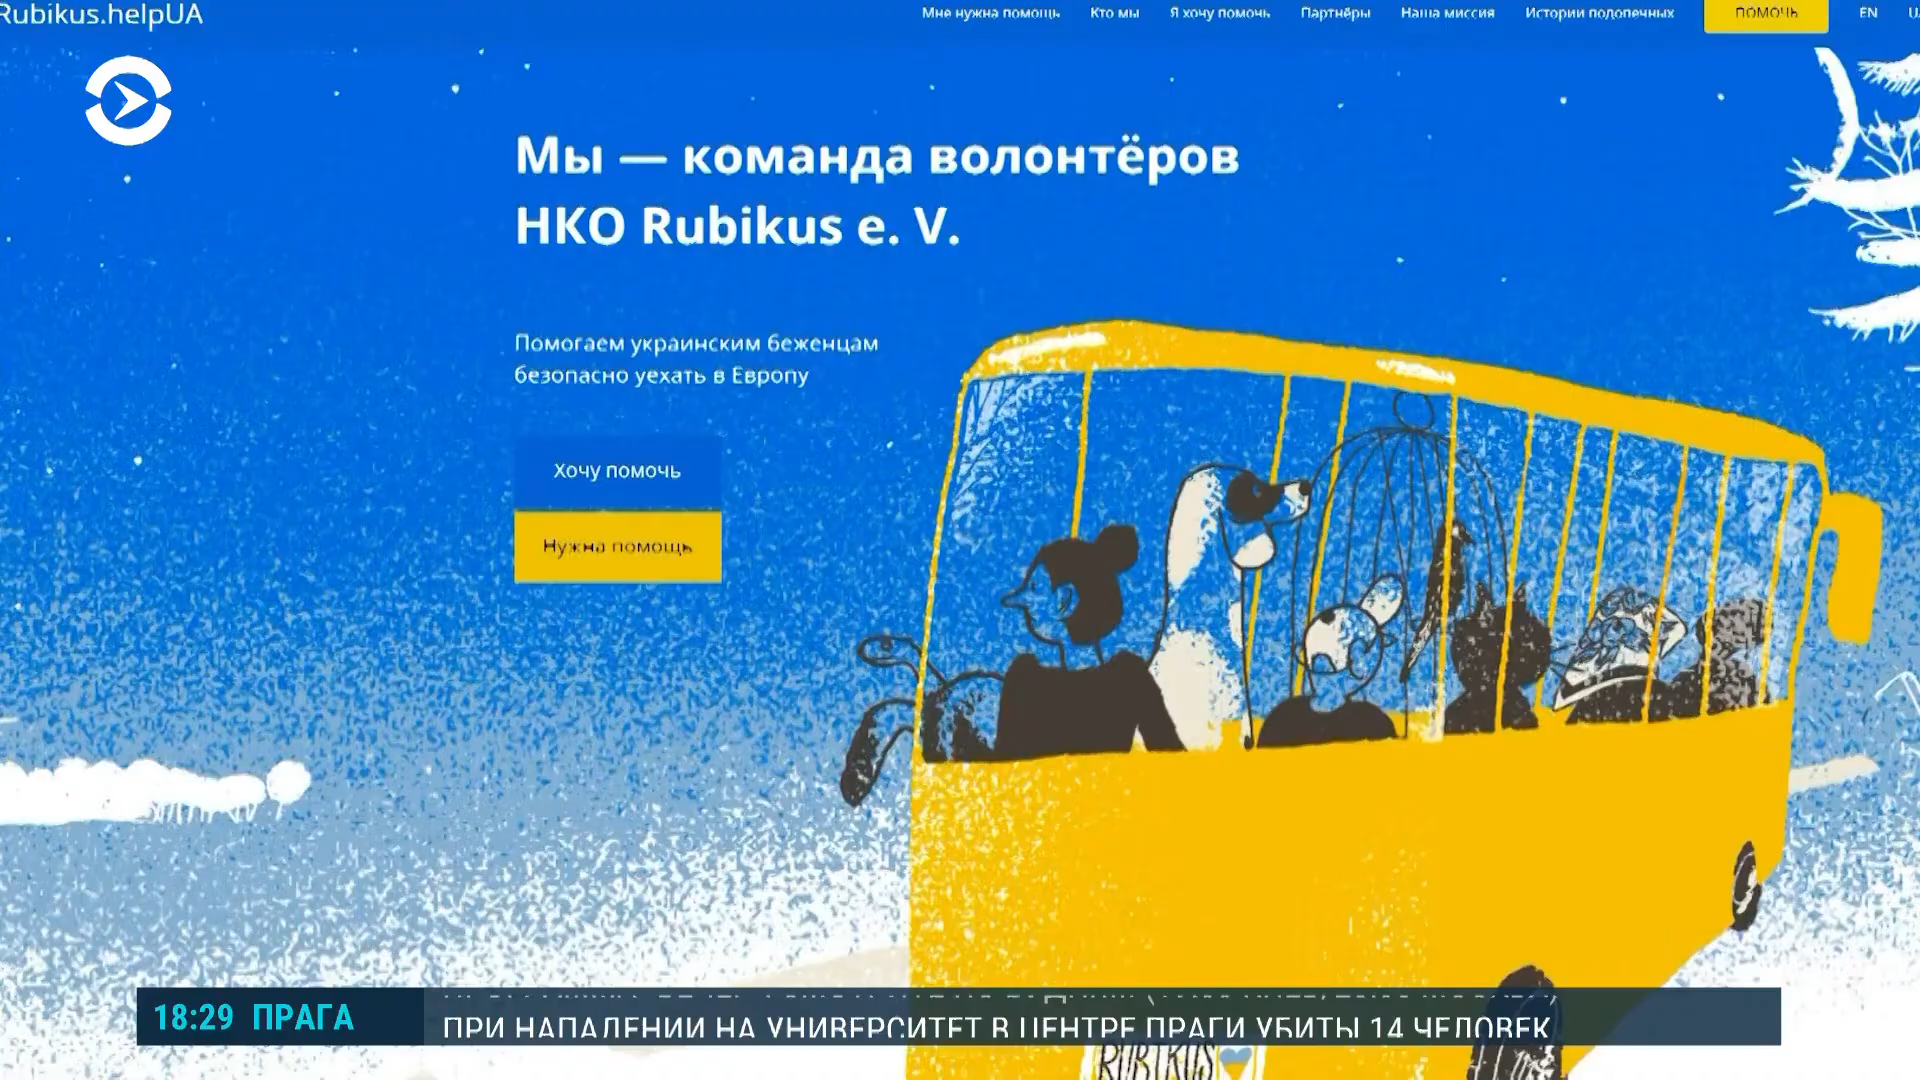 Rubikus.helpUA
Мне нужна помощь Кто мы Я хочу помочь Партнёры Наша миссия Истории подопечных ПОМОЧЬ EN
Мы — команда волонтёров
НКО Rubikus e. V.
Помогаем украинским беженцам
безопасно уехать в Европу
Хочу помочь
Нужна помощь
18:29 ПРАГА
ПРИ НАПАДЕНИИ НА УНИВЕРСИТЕТ В ЦЕНТРЕ ПРАГИ УБИТЫ 14 ЧЕЛОВЕК
RUBIKUS